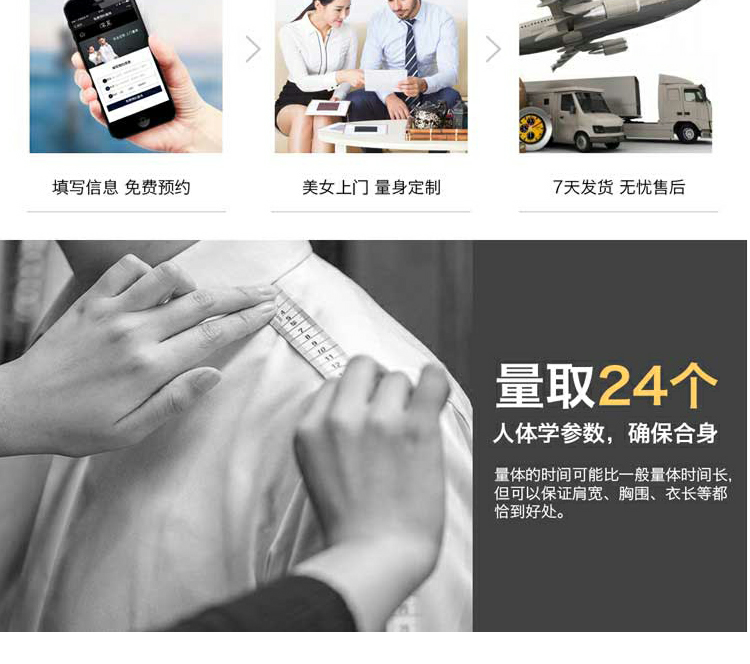 填写信息 免费预约
美女上门 量身定制
7天发货 无忧售后
量取24个
人体学参数，确保合身
量体的时间可能比一般量体时间长，
但可以保证肩宽、胸围、衣长等都
恰到好处。